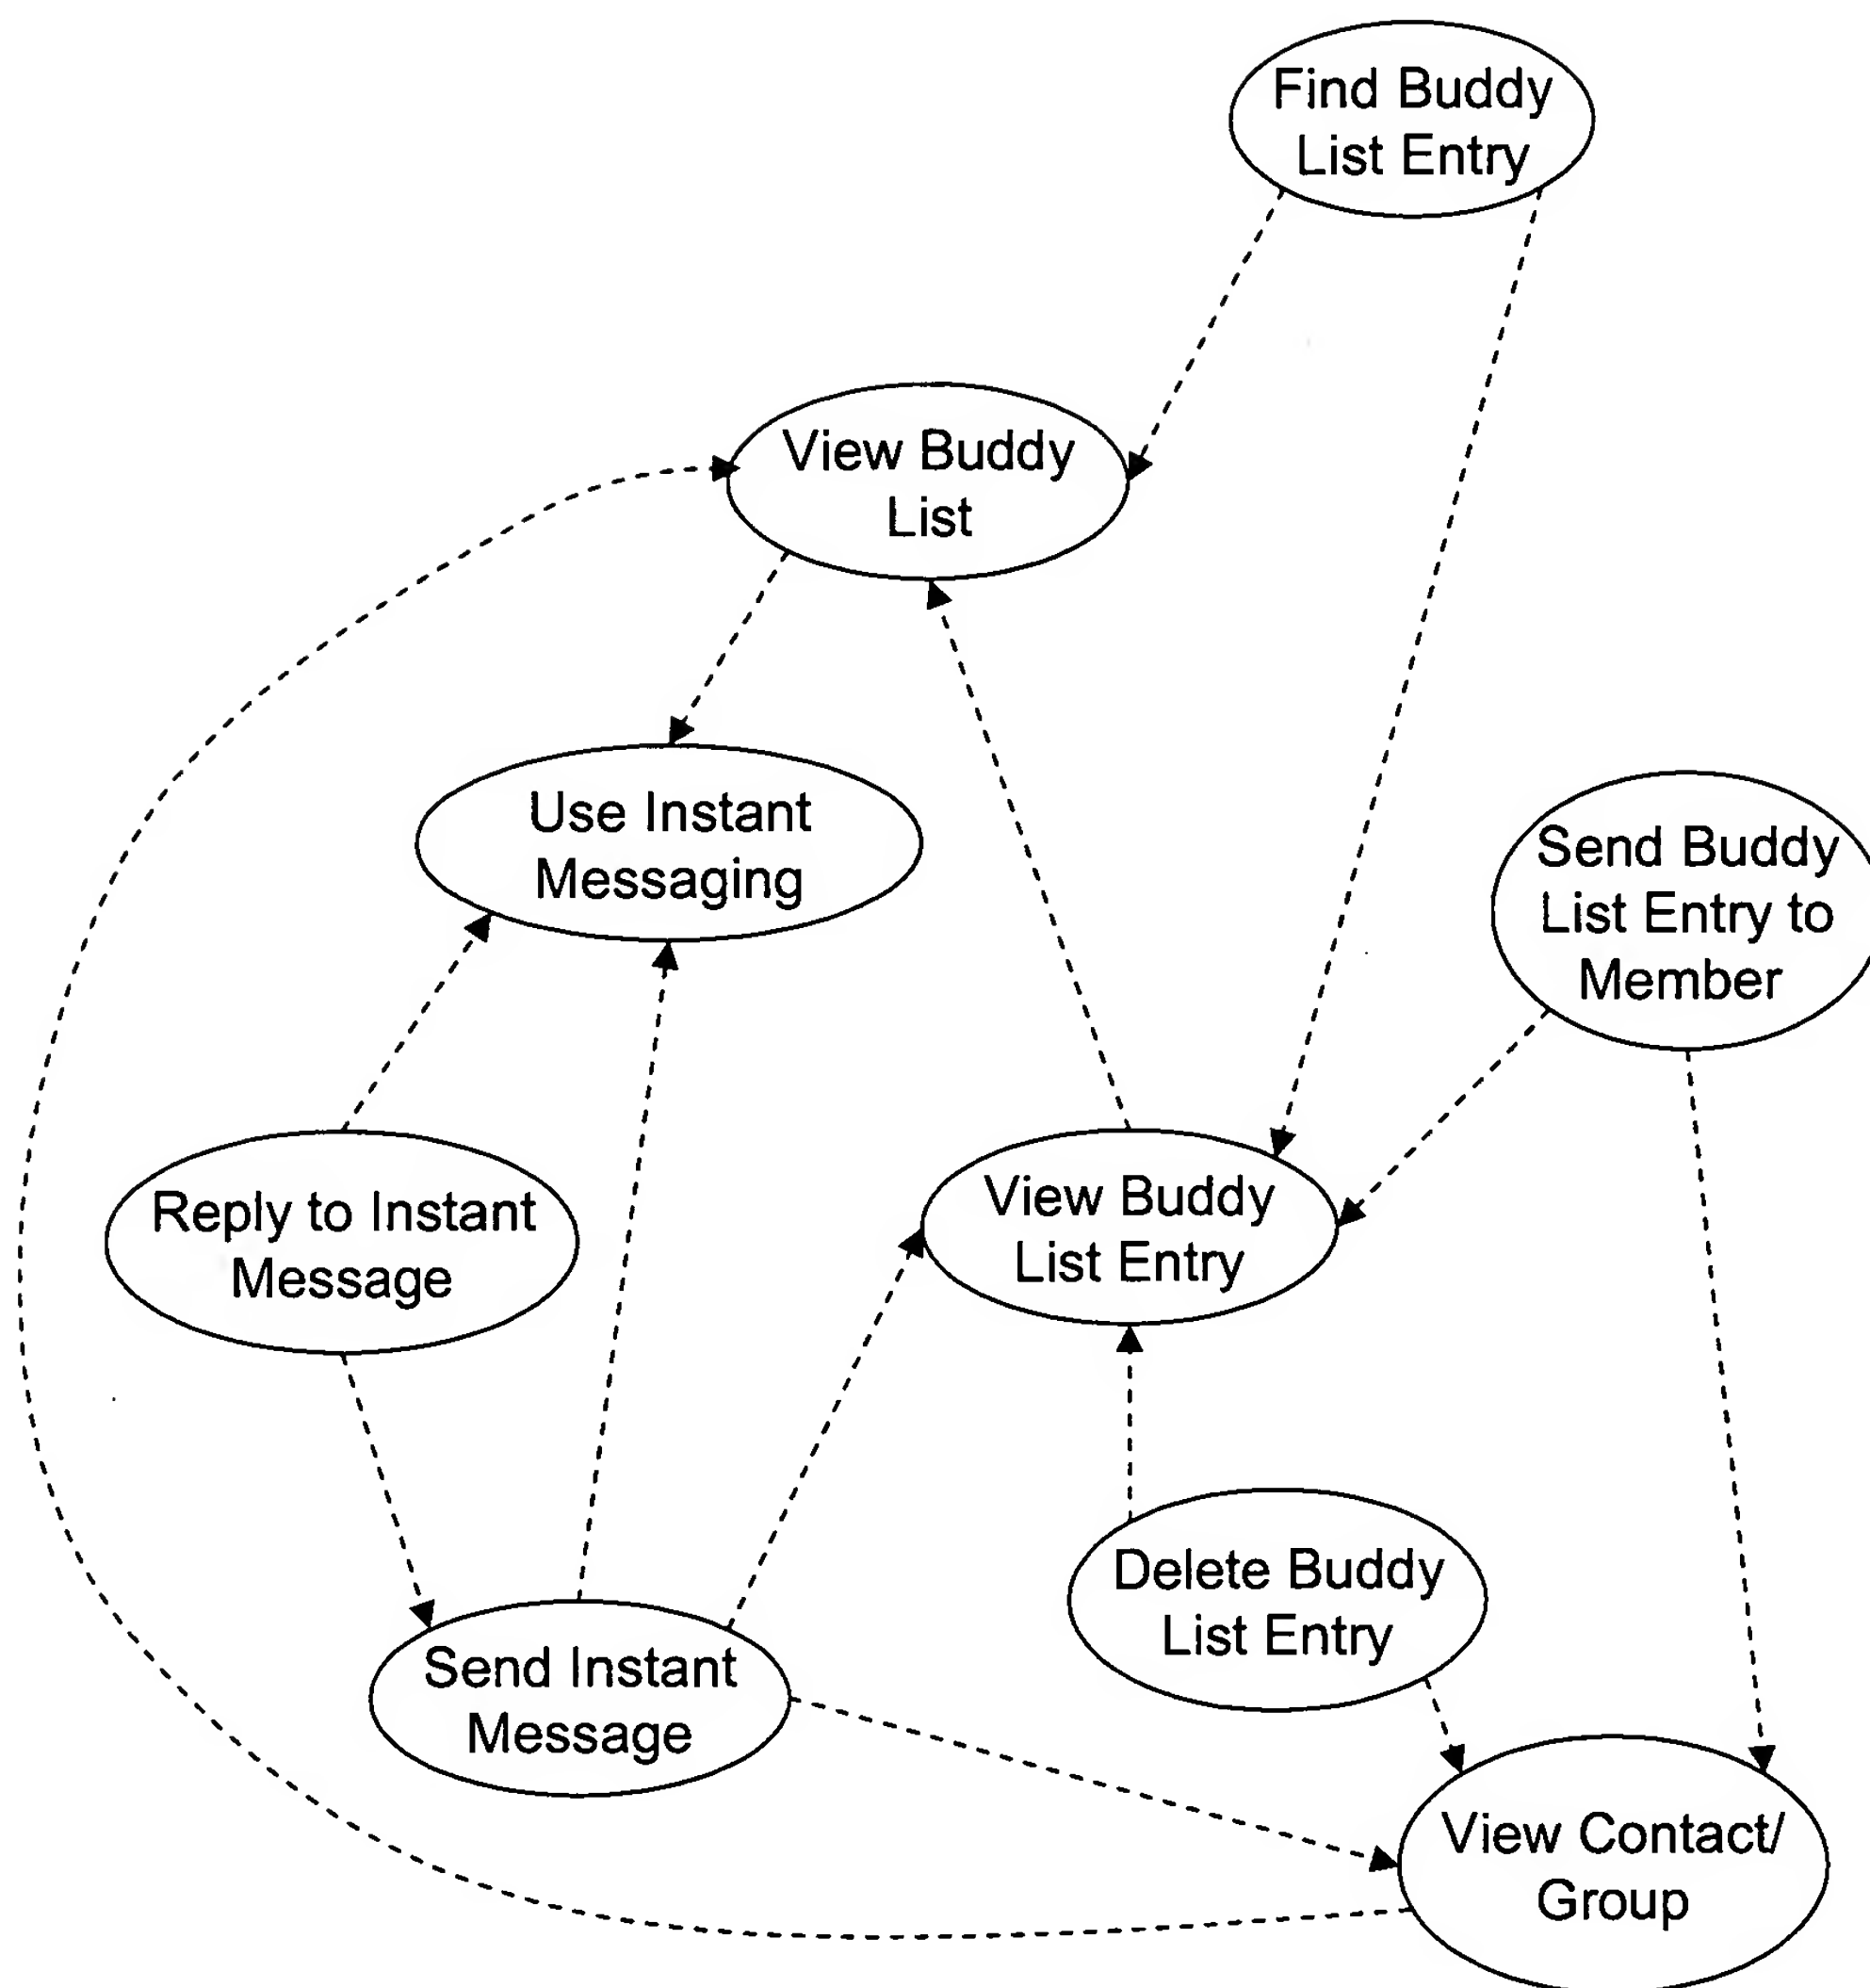 Find Buddy
List Entry
View Buddy
List
Use Instant
Messaging
Send Buddy
List Entry to
Member
Reply to Instant
Message
View Buddy
List Entry
Delete Buddy
List Entry
Send Instant
Message
View Contact/
Group